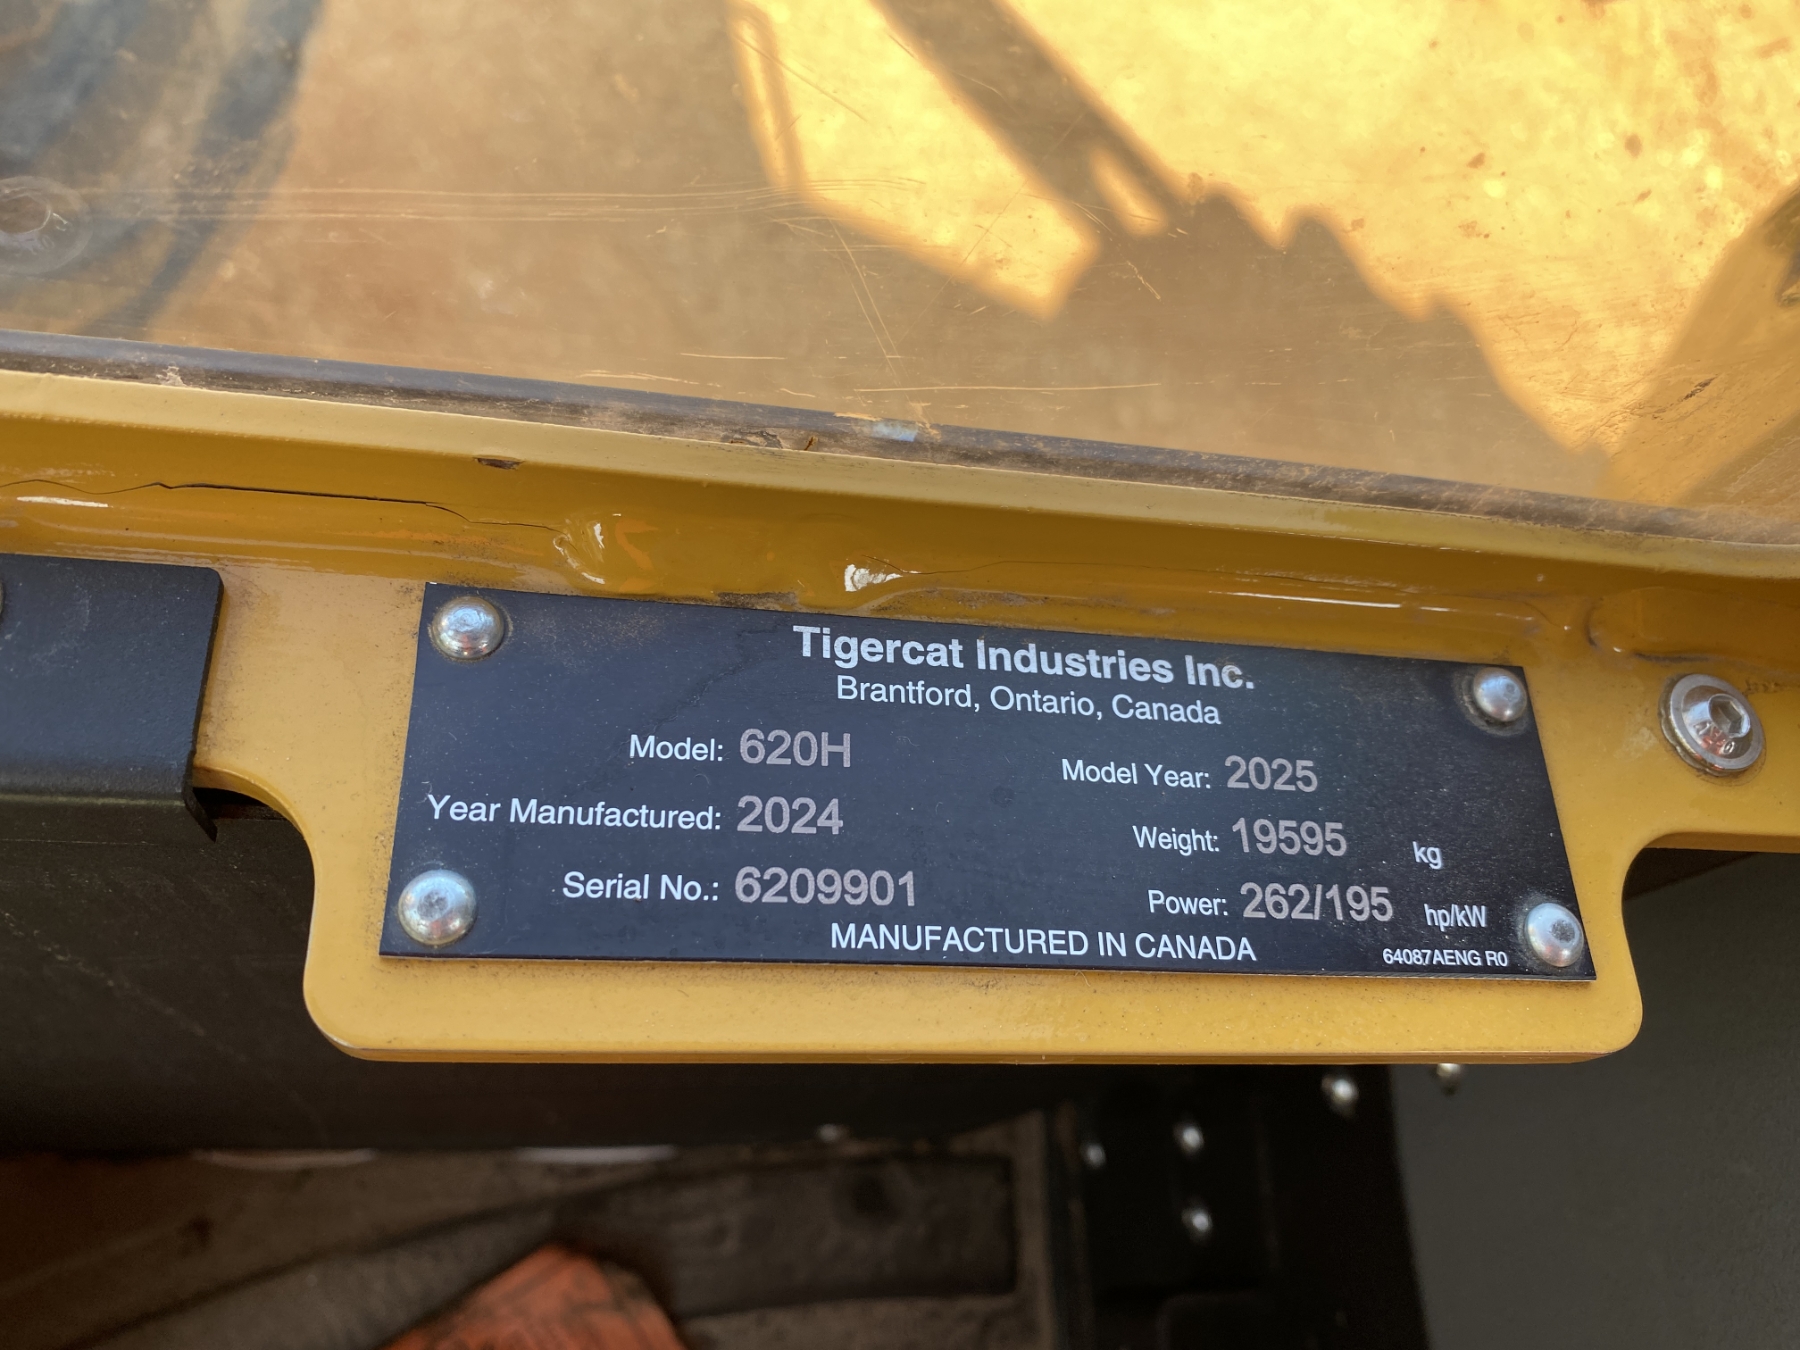 Tigercat Industries Inc.
Brantford, Ontario, Canada
Model: 620H
Model Year: 2025
Year Manufactured: 2024
Weight: 19595 kg
Serial No.: 6209901
Power: 262/195 hp/kW
MANUFACTURED IN CANADA
64087AENG R0